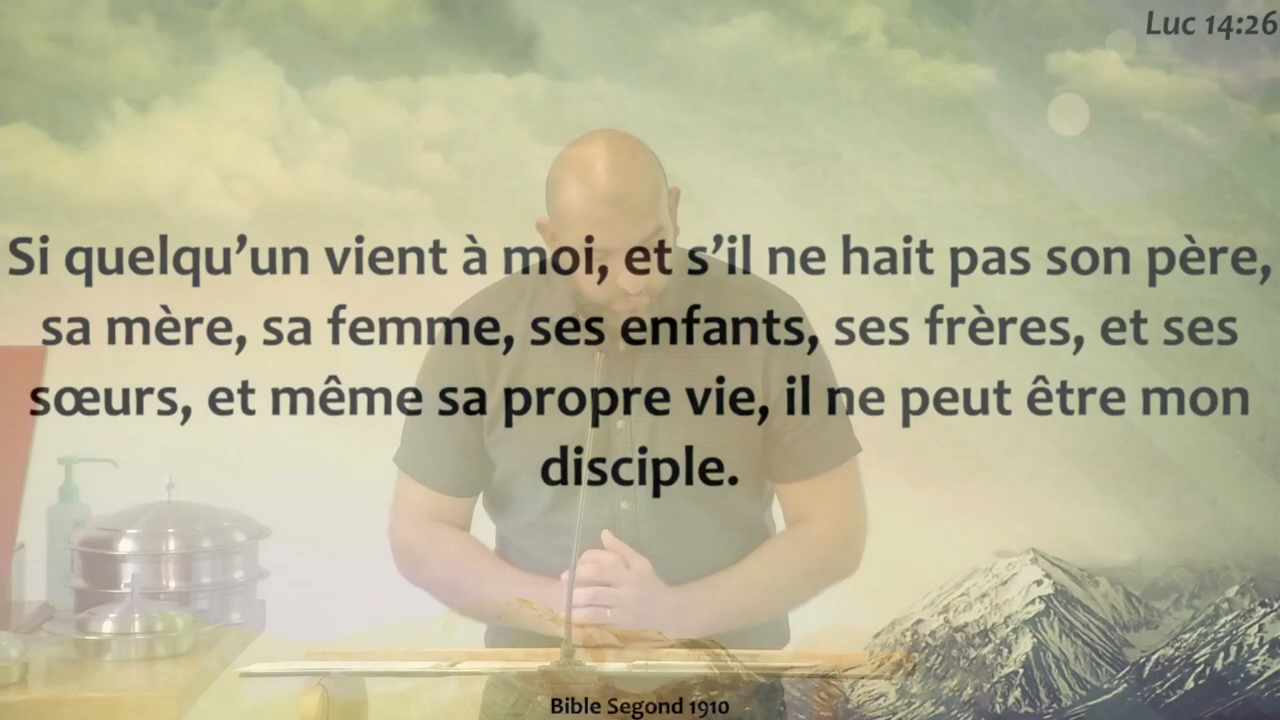 Luc 14:26
Si quelqu’un vient à moi, et s’il ne hait pas son père,
sa mère, sa femme, ses enfants, ses frères, et ses
sœurs, et même sa propre vie, il ne peut être mon
disciple.
Bible Segond 1910